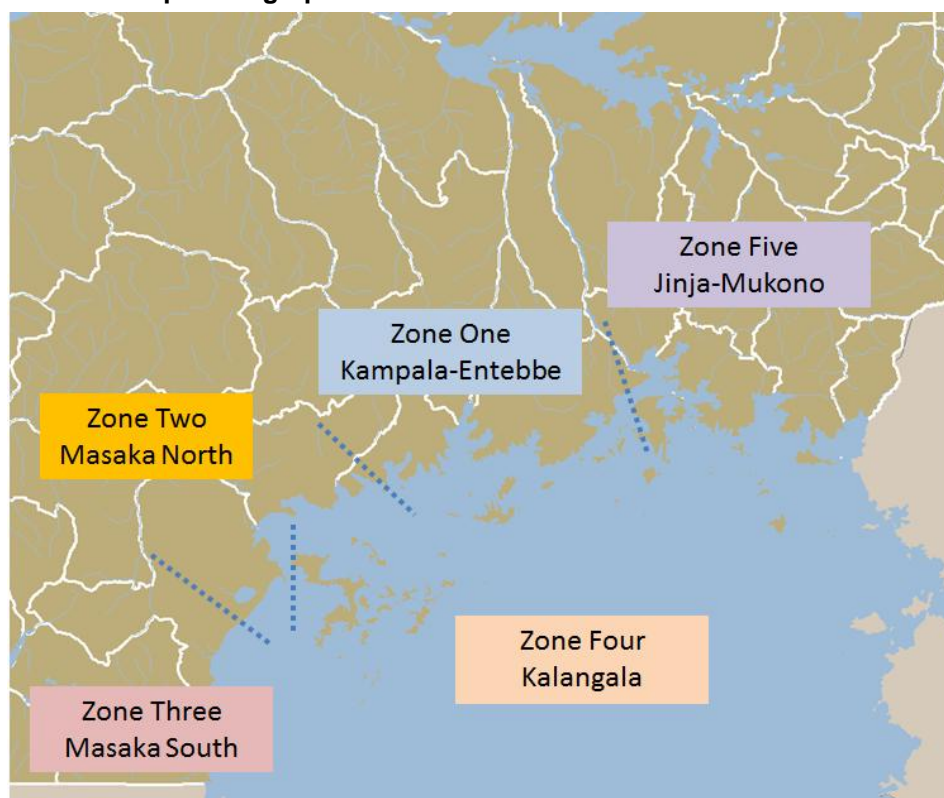 Zone Five
Jinja-Mukono
Zone One
Kampala-Entebbe
Zone Two
Masaka North
Zone Four
Kalangala
Zone Three
Masaka South